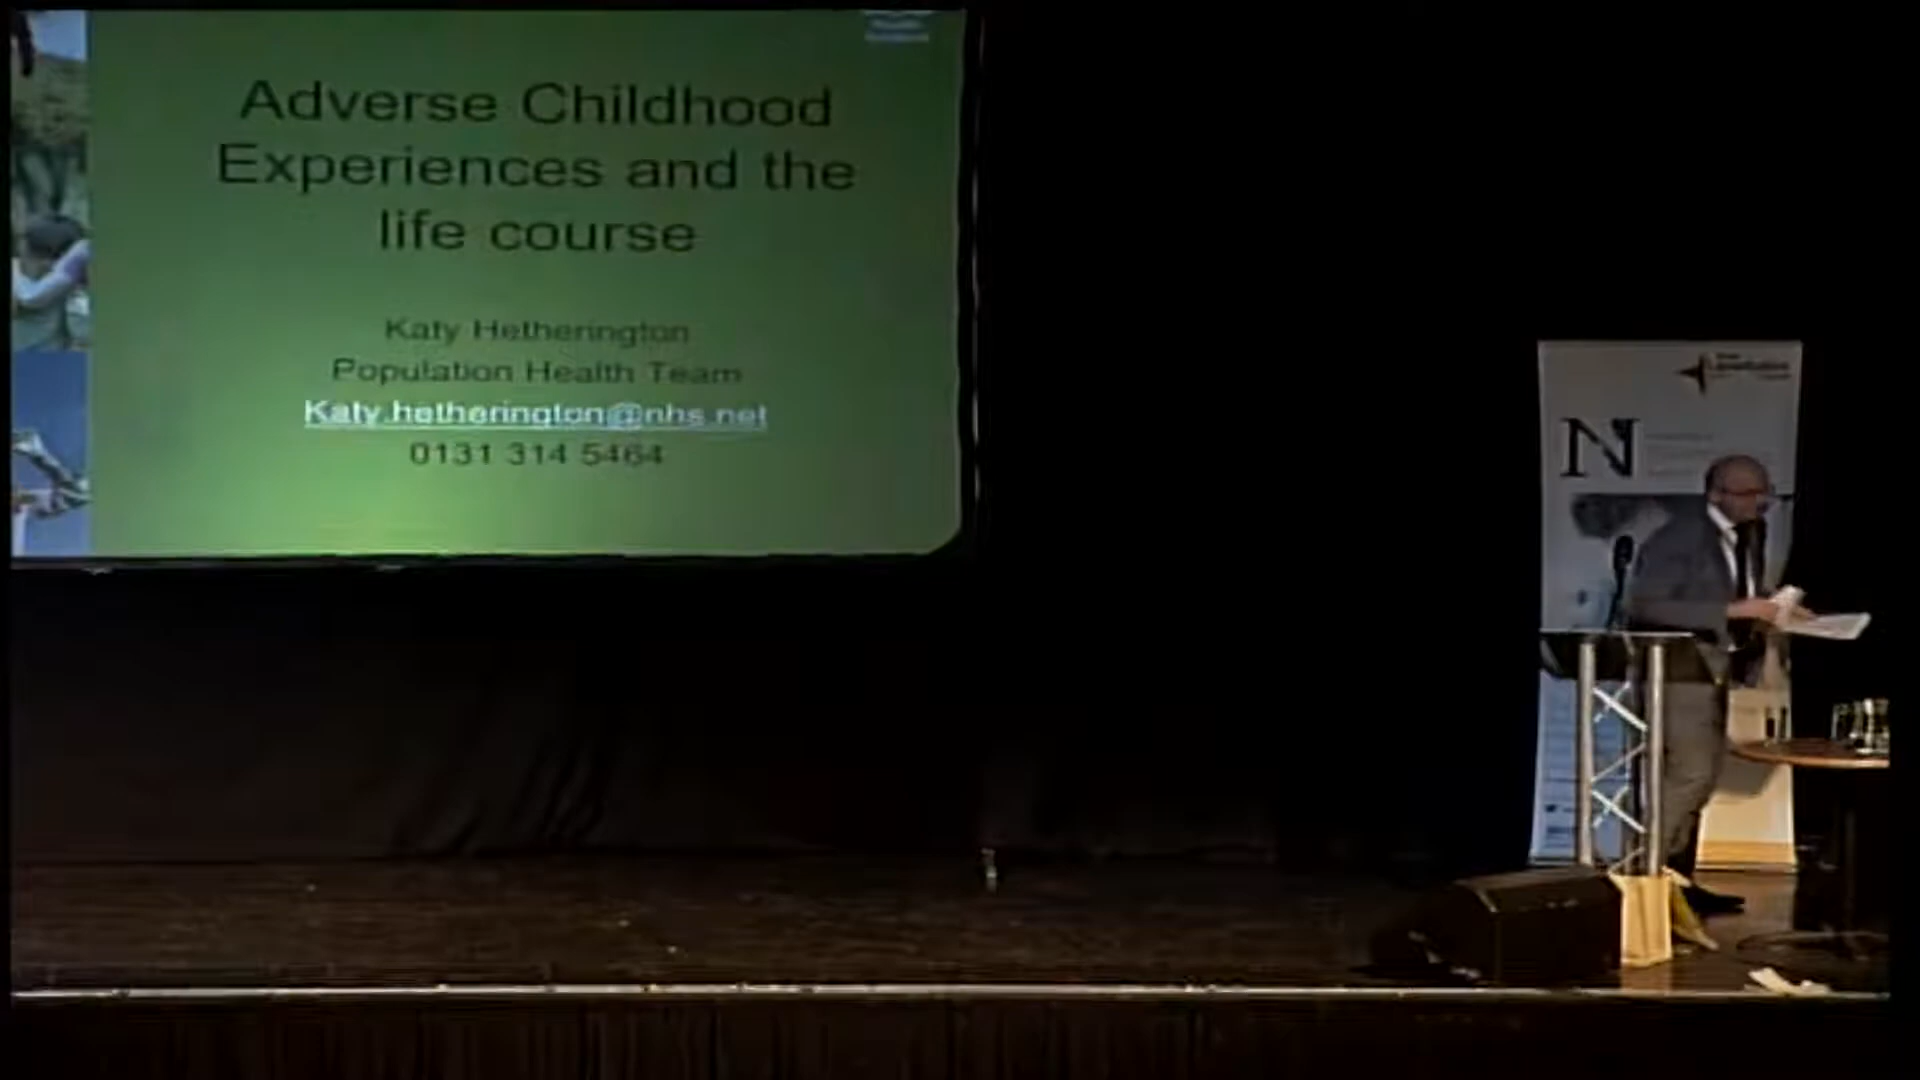 Adverse Childhood
Experiences and the
life course
Katy Hetherington
Population Health Team
Katy.hetherington@nhs.net
0131 314 5464
N